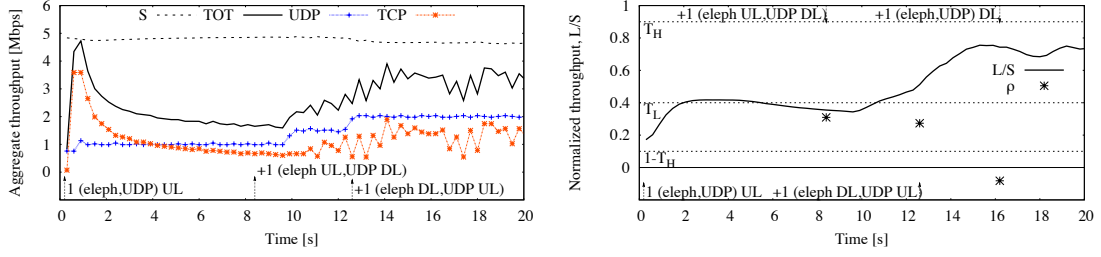 S TOT UDP TCP
Aggregate throughput [Mbps]
6
5
4
3
2
1
0
+1 (eleph UL,UDP DL)
1 (eleph,UDP) UL
+1 (eleph DL,UDP UL)
0 2 4 6 8 10 12 14 16 18 20
Time [s]
Normalized throughput, L/S
1
0.8
0.6
0.4
0.2
0
+1 (eleph UL,UDP DL)
+1 (eleph,UDP) DL
T_H
L/S
ρ
T_L
1-T_H
1 (eleph,UDP) UL
+1 (eleph DL,UDP UL)
0 2 4 6 8 10 12 14 16 18 20
Time [s]